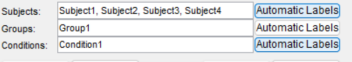 Subjects: Subject1, Subject2, Subject3, Subject4 Automatic Labels
Groups: Group1 Automatic Labels
Conditions: Condition1 Automatic Labels